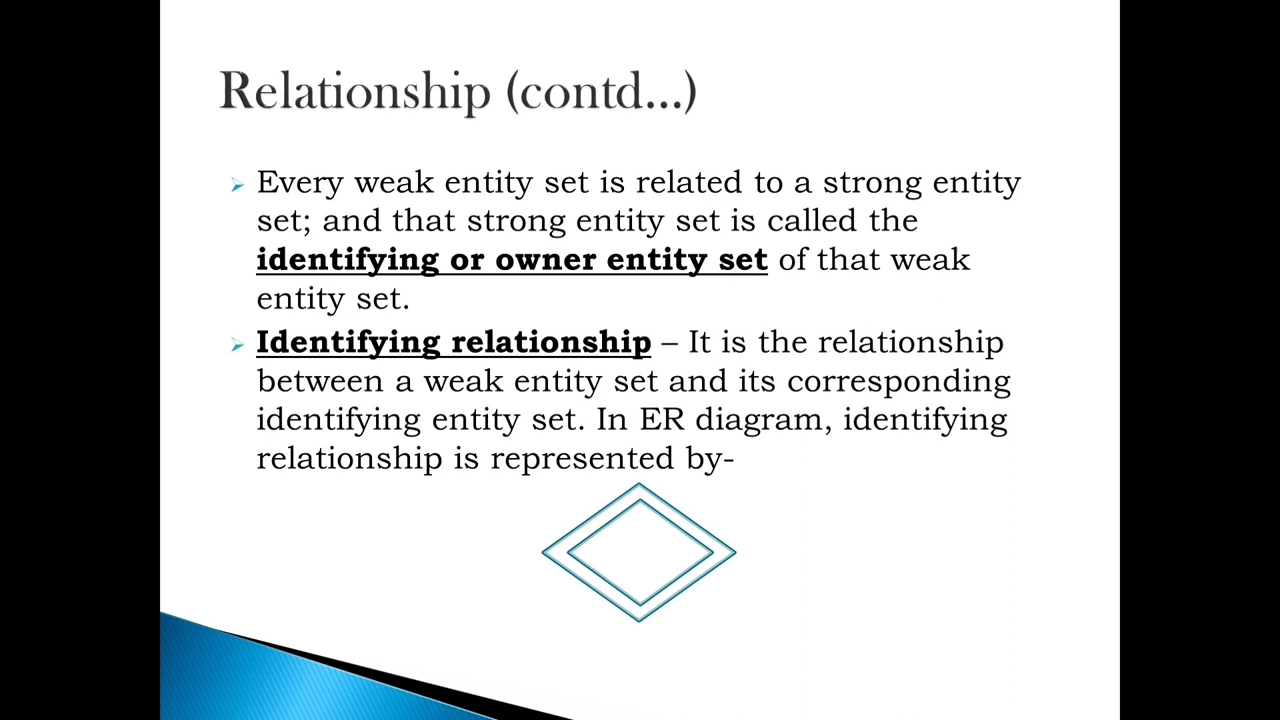 Relationship (contd...)
Every weak entity set is related to a strong entity
set; and that strong entity set is called the
identifying or owner entity set of that weak
entity set.
Identifying relationship – It is the relationship
between a weak entity set and its corresponding
identifying entity set. In ER diagram, identifying
relationship is represented by-